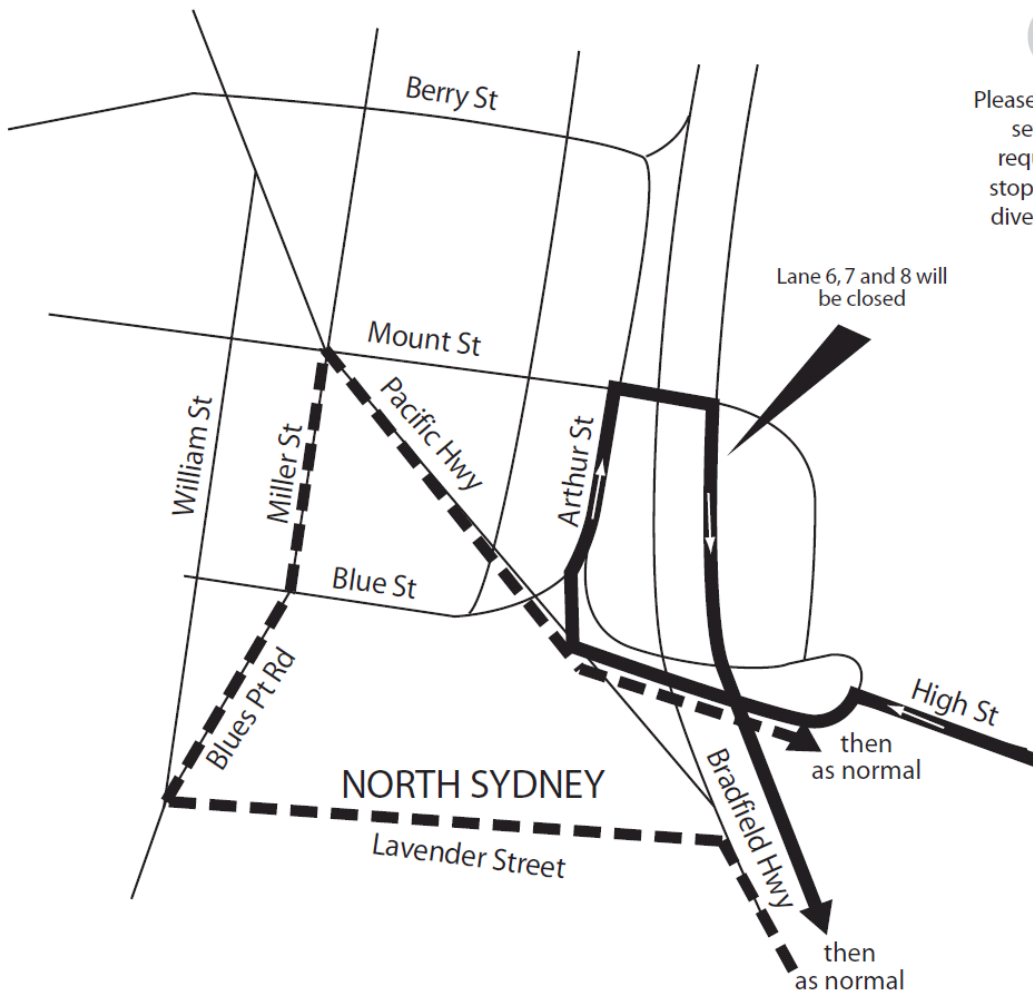 Berry St
Please
se
requ
stop
dive
Lane 6, 7 and 8 will
be closed
Mount St
Pacific Hwy
William St
Miller St
Arthur St
Blue St
Blues Pt Rd
High St
then
as normal
NORTH SYDNEY
Bradfield Hwy
Lavender Street
then
as normal